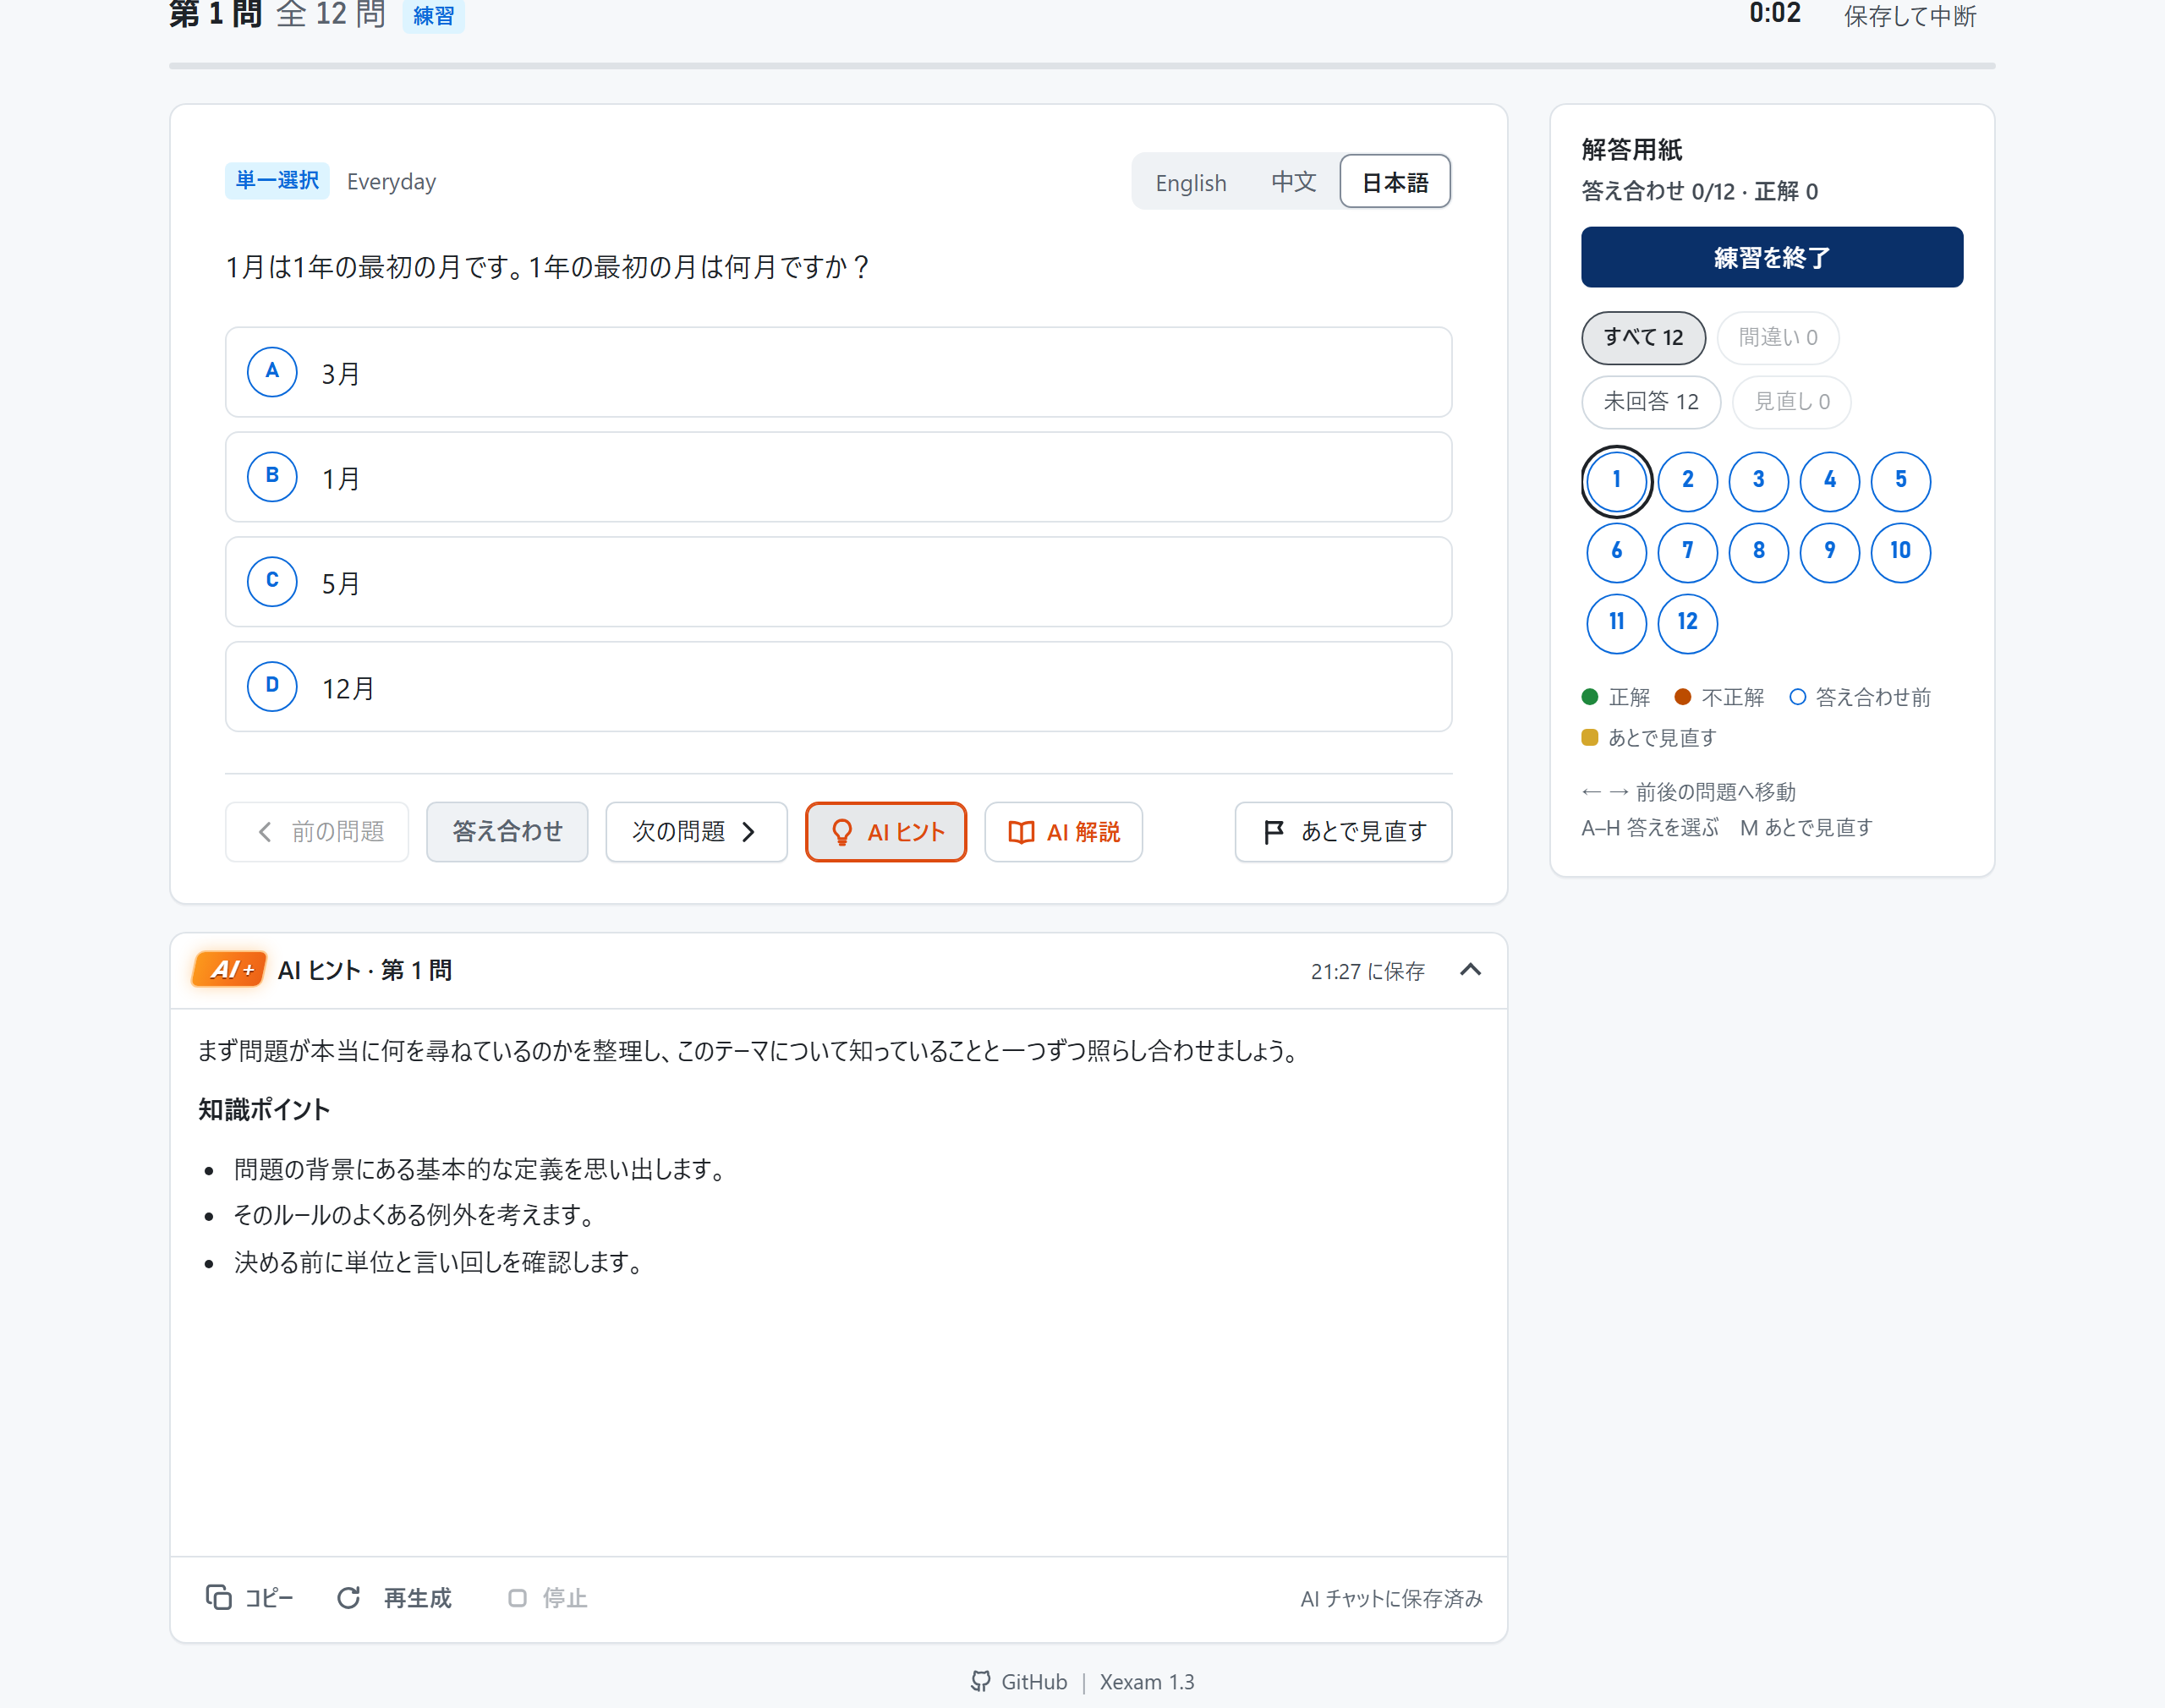 第 1 問 全 12 問 練習
0:02 保存して中断
単一選択 Everyday
English 中文 日本語
1月は1年の最初の月です。1年の最初の月は何月ですか？
A 3月
B 1月
C 5月
D 12月
前の問題 答え合わせ 次の問題 AI ヒント AI 解説 あとで見直す
解答用紙
答え合わせ 0/12 · 正解 0
練習を終了
すべて 12 間違い 0
未回答 12 見直し 0
1 2 3 4 5
6 7 8 9 10
11 12
正解 不正解 答え合わせ前
あとで見直す
← → 前後の問題へ移動
A–H 答えを選ぶ M あとで見直す
AI+ AI ヒント · 第 1 問
21:27 に保存
まず問題が本当に何を尋ねているのかを整理し、このテーマについて知っていることと一つずつ照らし合わせましょう。
知識ポイント
• 問題の背景にある基本的な定義を思い出します。
• そのルールのよくある例外を考えます。
• 決める前に単位と言い回しを確認します。
コピー 再生成 停止
AI チャットに保存済み
GitHub | Xexam 1.3